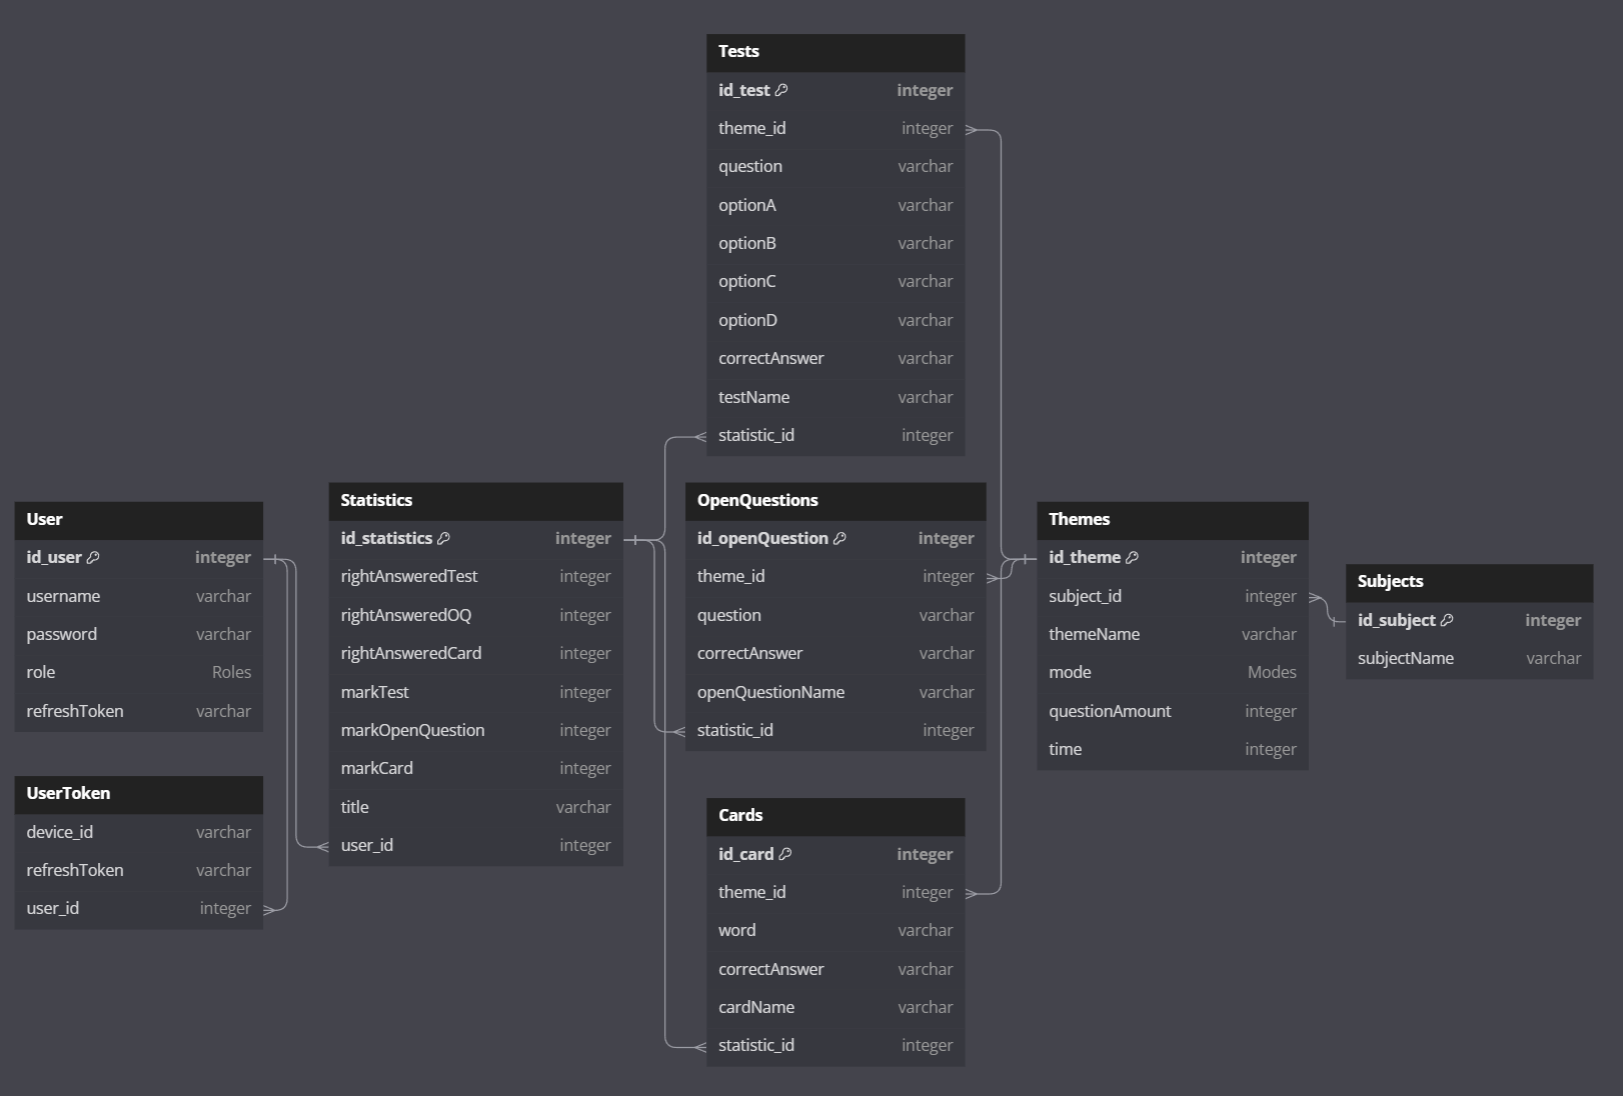 Tests
id_test integer
theme_id integer
question varchar
optionA varchar
optionB varchar
optionC varchar
optionD varchar
correctAnswer varchar
testName varchar
statistic_id integer
User
id_user integer
username varchar
password varchar
role Roles
refreshToken varchar
UserToken
device_id varchar
refreshToken varchar
user_id integer
Statistics
id_statistics integer
rightAnsweredTest integer
rightAnsweredOQ integer
rightAnsweredCard integer
markTest integer
markOpenQuestion integer
markCard integer
title varchar
user_id integer
OpenQuestions
id_openQuestion integer
theme_id integer
question varchar
correctAnswer varchar
openQuestionName varchar
statistic_id integer
Cards
id_card integer
theme_id integer
word varchar
correctAnswer varchar
cardName varchar
statistic_id integer
Themes
id_theme integer
subject_id integer
themeName varchar
mode Modes
questionAmount integer
time integer
Subjects
id_subject integer
subjectName varchar